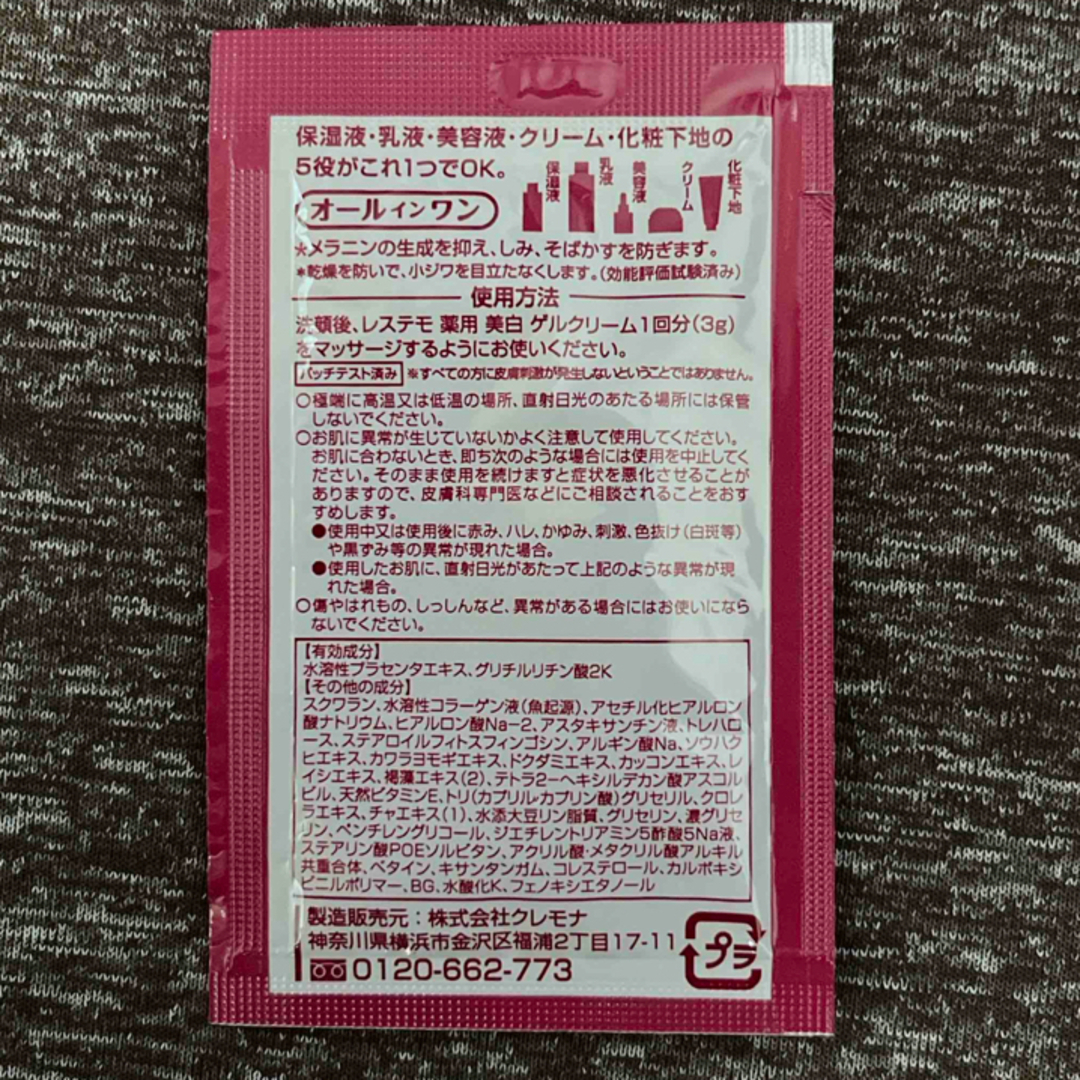 保湿液・乳液・美容液・クリーム・化粧下地の
5役がこれ1つでOK。
保湿液
乳液
美容液
クリーム
化粧下地
オールインワン
*メラニンの生成を抑え、しみ、そばかすを防ぎます。
*乾燥を防いで、小ジワを目立たなくします。(効能評価試験済み)
使用方法
洗顔後、レステモ 薬用 美白 ゲルクリーム1回分(3g)
をマッサージするようにお使いください。
パッチテスト済み ※すべての方に皮膚刺激が発生しないということではありません。
○極端に高温又は低温の場所、直射日光のあたる場所には保管
しないでください。
○お肌に異常が生じていないかよく注意して使用してください。
お肌に合わないとき、即ち次のような場合には使用を中止してく
ださい。そのまま使用を続けますと症状を悪化させることが
ありますので、皮膚科専門医などにご相談されることをおす
すめします。
●使用中又は使用後に赤み、ハレ、かゆみ、刺激、色抜け(白斑等)
や黒ずみ等の異常が現れた場合。
●使用したお肌に、直射日光があたって上記のような異常が現
れた場合。
○傷やはれもの、しっしんなど、異常がある場合にはお使いになら
ないでください。
【有効成分】
水溶性プラセンタエキス、グリチルリチン酸2K
【その他の成分】
スクワラン、水溶性コラーゲン液(魚起源)、アセチル化ヒアルロン
酸ナトリウム、ヒアルロン酸Na-2、アスタキサンチン液、トレハロ
ース、ステアロイルフィトスフィンゴシン、アルギン酸Na、ソウハク
ヒエキス、カワラヨモギエキス、ドクダミエキス、カッコンエキス、レ
イシエキス、褐藻エキス(2)、テトラ2-ヘキシルデカン酸アスコル
ビル、天然ビタミンE、トリ(カプリル・カプリン酸)グリセリル、クロレ
ラエキス、チャエキス(1)、水添大豆リン脂質、グリセリン、濃グリセ
リン、ペンチレングリコール、ジエチレントリアミン5酢酸5Na液、
ステアリン酸POEソルビタン、アクリル酸・メタクリル酸アルキル
共重合体、ベタイン、キサンタンガム、コレステロール、カルボキシ
ビニルポリマー、BG、水酸化K、フェノキシエタノール
製造販売元：株式会社クレモナ
神奈川県横浜市金沢区福浦2丁目17-11
0120-662-773
プラ